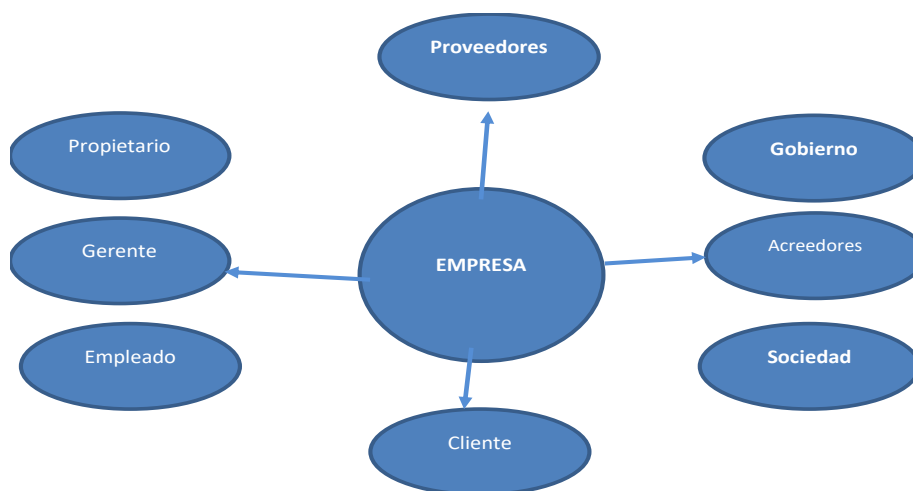 Proveedores
Propietario
Gobierno
Gerente
EMPRESA
Acreedores
Empleado
Sociedad
Cliente